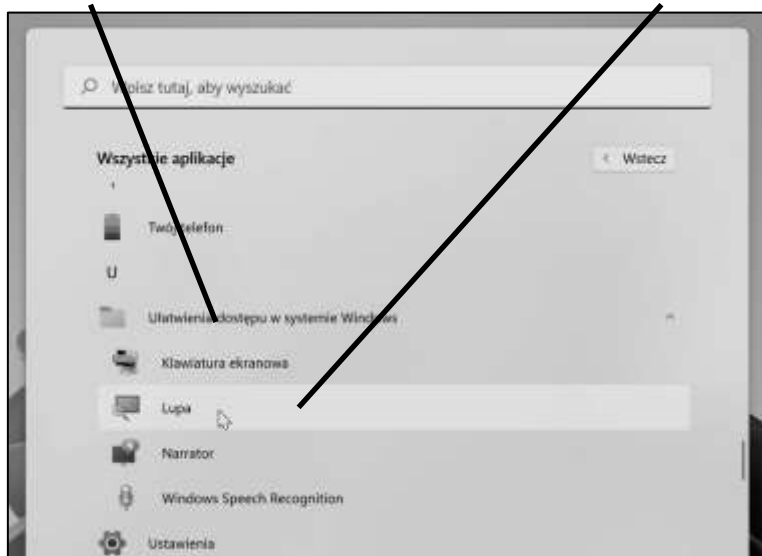 Wpisz tutaj, aby wyszukać
Wszystkie aplikacje
Wstecz
Twój telefon
U
Ułatwienia dostępu w systemie Windows
Klawiatura ekranowa
Lupa
Narrator
Windows Speech Recognition
Ustawienia